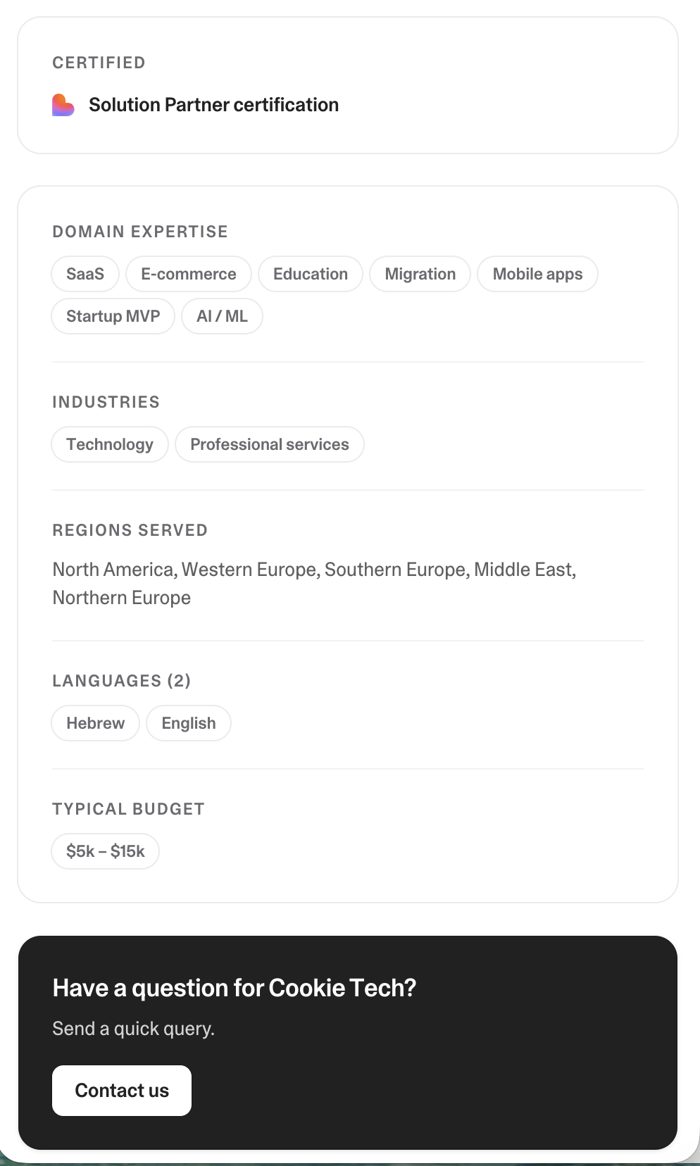 CERTIFIED
Solution Partner certification
DOMAIN EXPERTISE
SaaS E-commerce Education Migration Mobile apps
Startup MVP AI / ML
INDUSTRIES
Technology Professional services
REGIONS SERVED
North America, Western Europe, Southern Europe, Middle East,
Northern Europe
LANGUAGES (2)
Hebrew English
TYPICAL BUDGET
$5k – $15k
Have a question for Cookie Tech?
Send a quick query.
Contact us